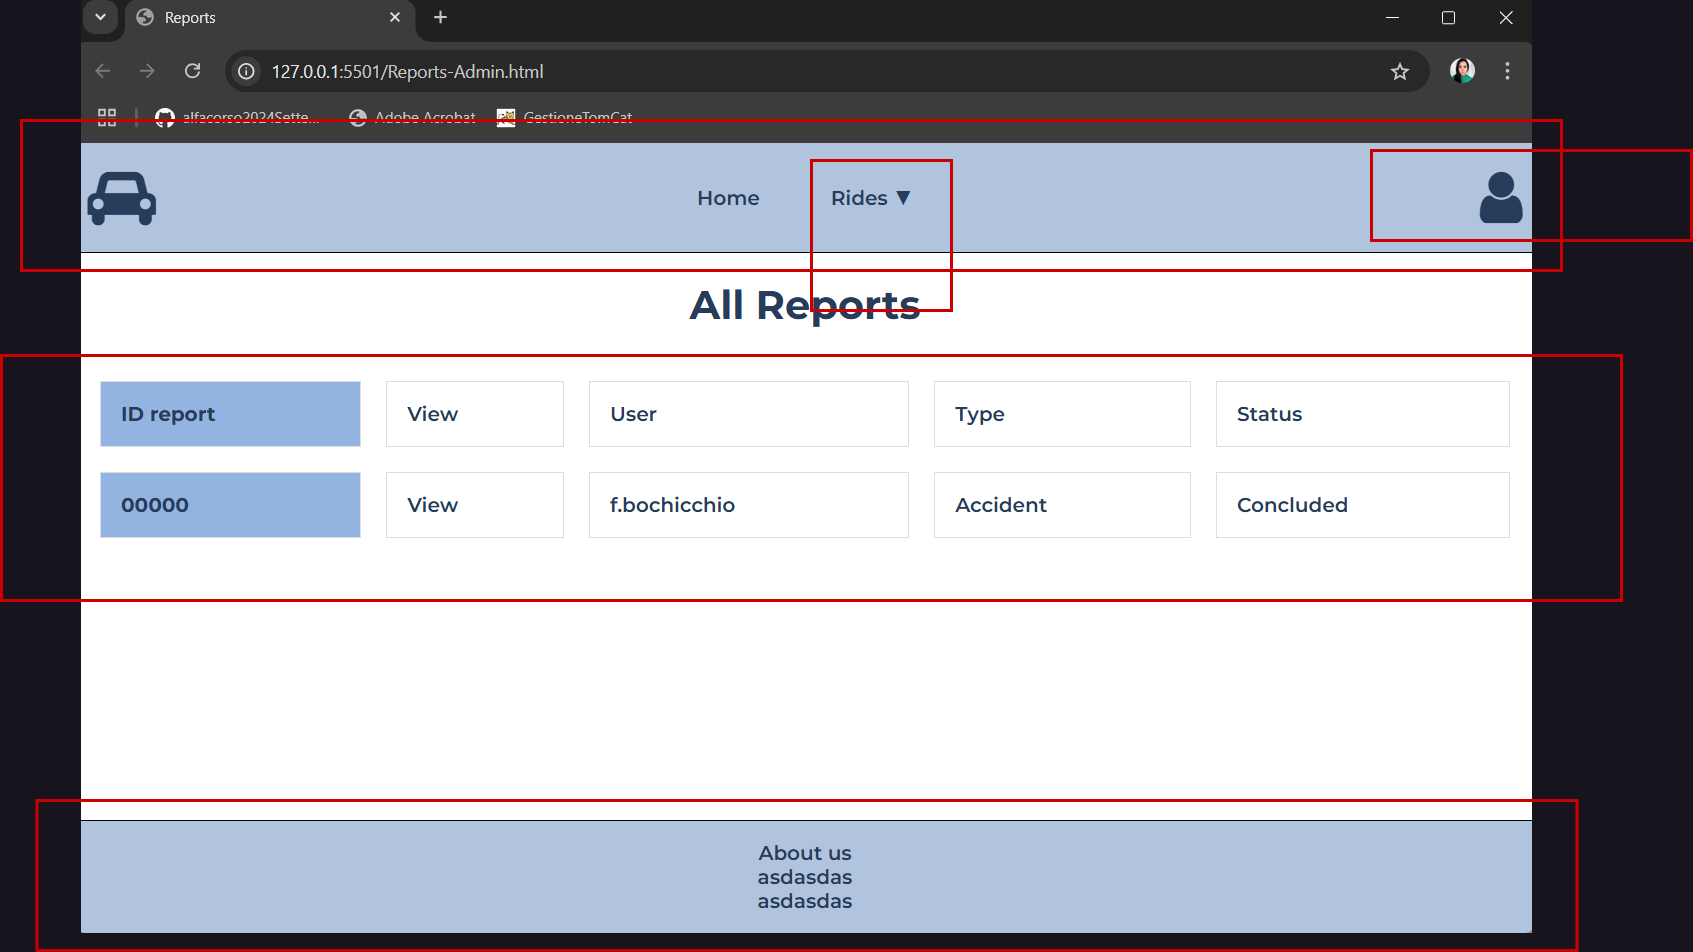 Reports
127.0.0.1:5501/Reports-Admin.html
alfacorso2024Sette...
Adobe Acrobat
GestioneTomCat
Home
Rides ▼
All Reports
ID report
View
User
Type
Status
00000
View
f.bochicchio
Accident
Concluded
About us
asdasdas
asdasdas